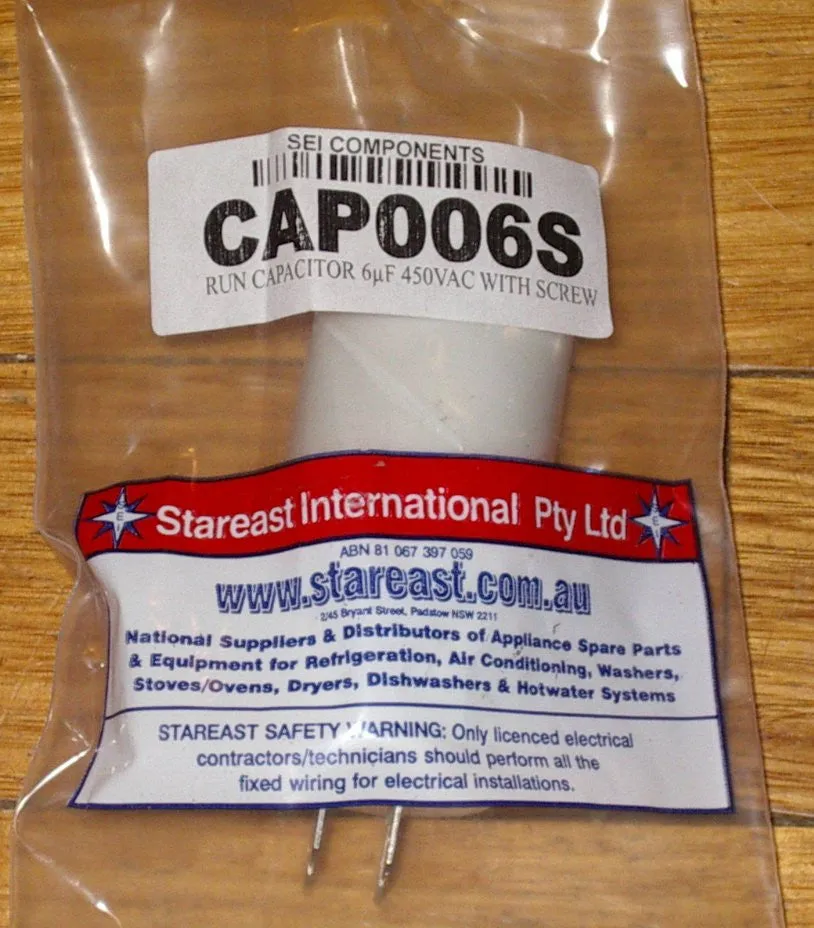 SEI COMPONENTS
CAP006S
RUN CAPACITOR 6µF 450VAC WITH SCREW
SEI Stareast International Pty Ltd SEI
ABN 81 067 397 059
www.stareast.com.au
2/45 Bryant Street, Padstow NSW 2211
National Suppliers & Distributors of Appliance Spare Parts
& Equipment for Refrigeration, Air Conditioning, Washers,
Stoves/Ovens, Dryers, Dishwashers & Hotwater Systems
STAREAST SAFETY WARNING: Only licenced electrical
contractors/technicians should perform all the
fixed wiring for electrical installations.